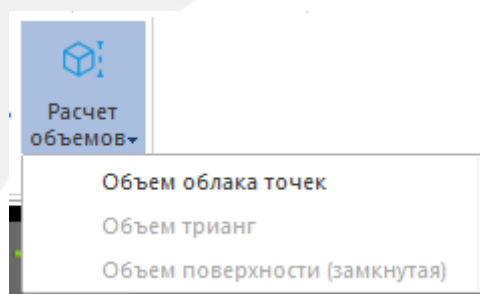 Расчет
объемов
Объем облака точек
Объем трианг
Объем поверхности (замкнутая)